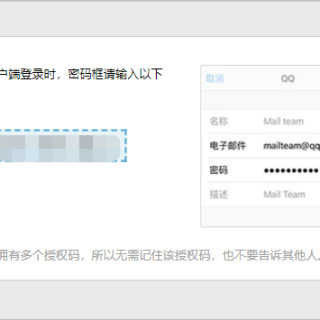 户端登录时，密码框请输入以下
取消 QQ
名称 Mail team
电子邮件 mailteam@qq
密码 ●●●●●●●●●●
描述 Mail Team
拥有多个授权码，所以无需记住该授权码，也不要告诉其他人。